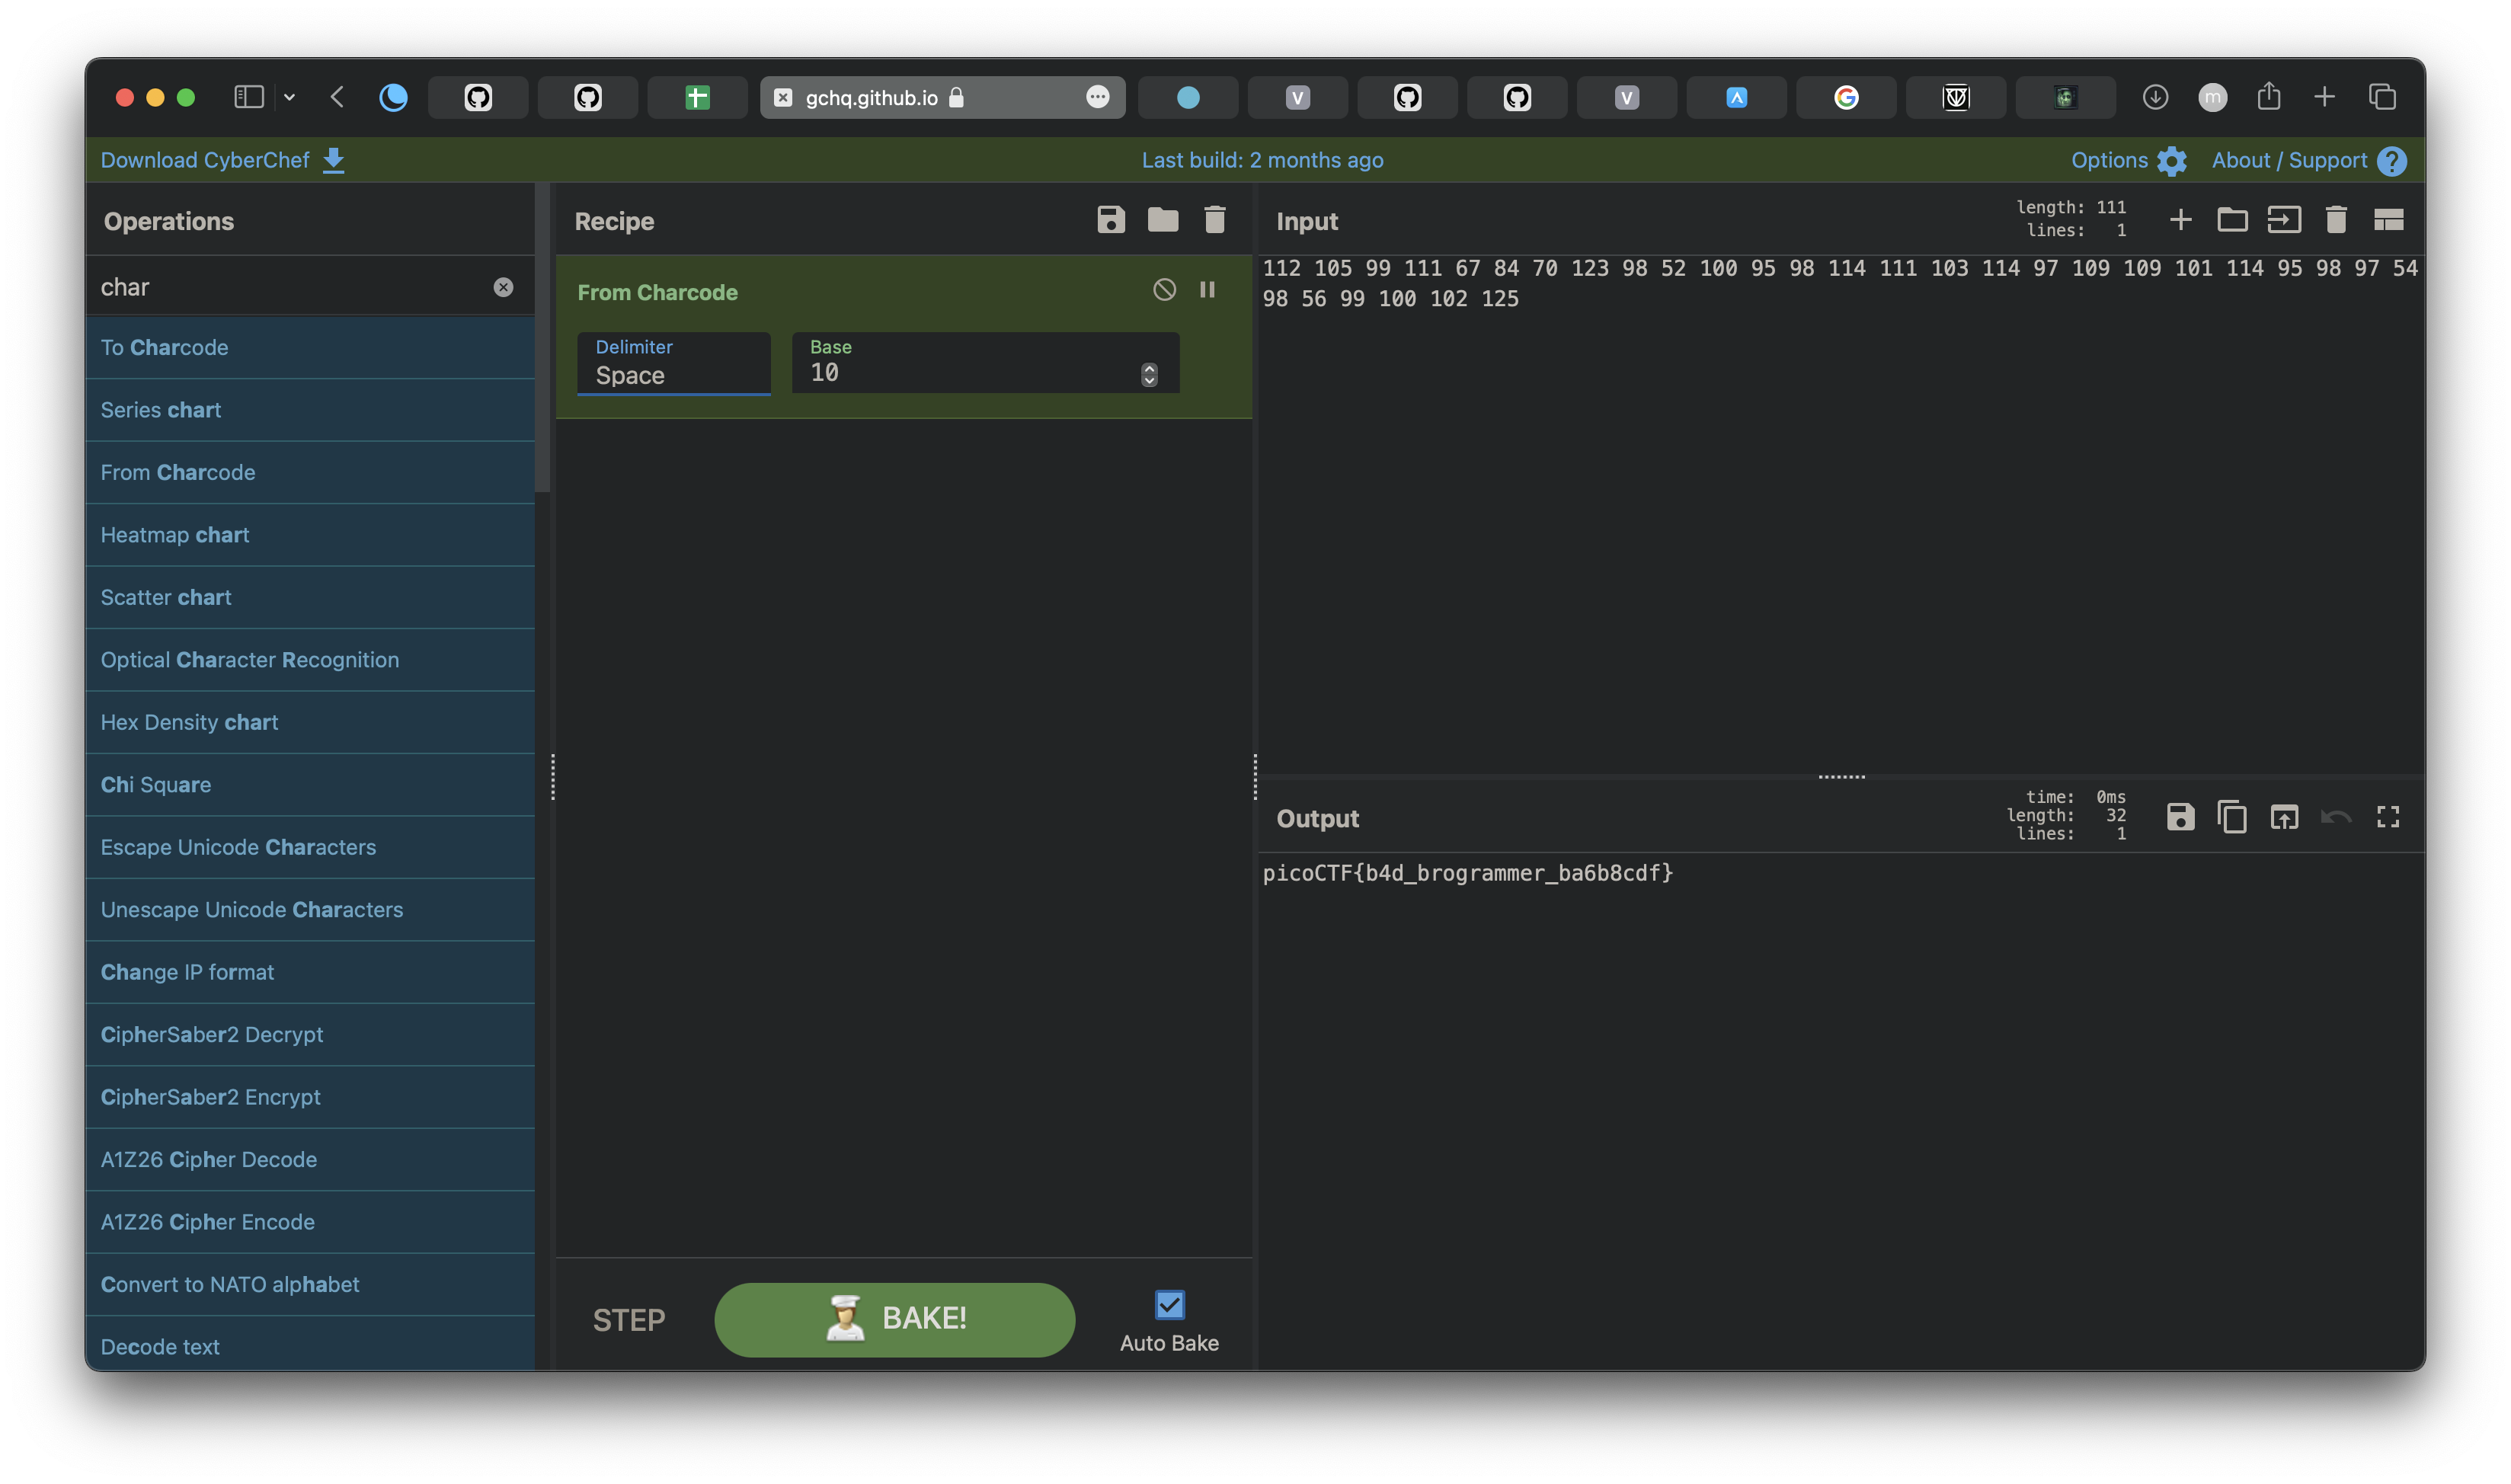 gchq.github.io
V
V
m
Download CyberChef
Last build: 2 months ago
Options
About / Support
Operations
char
To Charcode
Series chart
From Charcode
Heatmap chart
Scatter chart
Optical Character Recognition
Hex Density chart
Chi Square
Escape Unicode Characters
Unescape Unicode Characters
Change IP format
CipherSaber2 Decrypt
CipherSaber2 Encrypt
A1Z26 Cipher Decode
A1Z26 Cipher Encode
Convert to NATO alphabet
Decode text
Recipe
From Charcode
Delimiter
Space
Base
10
STEP
BAKE!
Auto Bake
Input
length: 111
lines: 1
112 105 99 111 67 84 70 123 98 52 100 95 98 114 111 103 114 97 109 109 101 114 95 98 97 54
98 56 99 100 102 125
Output
time: 0ms
length: 32
lines: 1
picoCTF{b4d_brogrammer_ba6b8cdf}